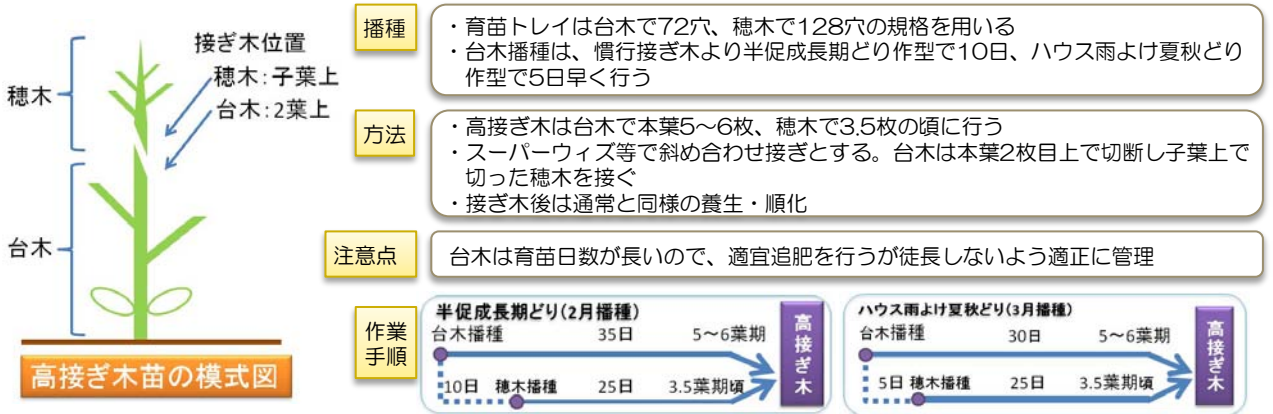 接ぎ木位置
穂木:子葉上
台木:2葉上
穂木
台木
高接ぎ木苗の模式図
播種
・育苗トレイは台木で72穴、穂木で128穴の規格を用いる
・台木播種は、慣行接ぎ木より半促成長期どり作型で10日、ハウス雨よけ夏秋どり
作型で5日早く行う
方法
・高接ぎ木は台木で本葉5～6枚、穂木で3.5枚の頃に行う
・スーパーウィズ等で斜め合わせ接ぎとする。台木は本葉2枚目上で切断し子葉上で
切った穂木を接ぐ
・接ぎ木後は通常と同様の養生・順化
注意点
台木は育苗日数が長いので、適宜追肥を行うが徒長しないよう適正に管理
作業
手順
半促成長期どり(2月播種)
台木播種 35日 5～6葉期
10日 穂木播種 25日 3.5葉期頃
高接ぎ木
ハウス雨よけ夏秋どり(3月播種)
台木播種 30日 5～6葉期
5日 穂木播種 25日 3.5葉期頃
高接ぎ木